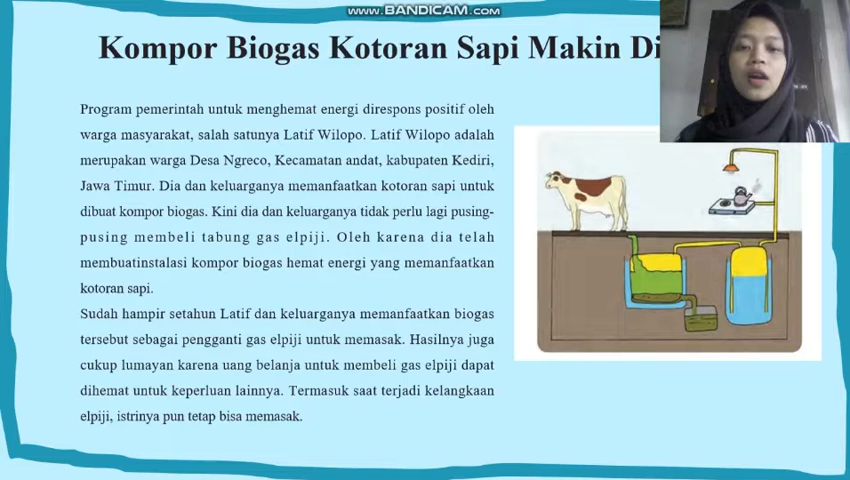 WWW.BANDICAM.COM
Kompor Biogas Kotoran Sapi Makin Di
Program pemerintah untuk menghemat energi direspons positif oleh
warga masyarakat, salah satunya Latif Wilopo. Latif Wilopo adalah
merupakan warga Desa Ngreco, Kecamatan andat, kabupaten Kediri,
Jawa Timur. Dia dan keluarganya memanfaatkan kotoran sapi untuk
dibuat kompor biogas. Kini dia dan keluarganya tidak perlu lagi pusing-
pusing membeli tabung gas elpiji. Oleh karena dia telah
membuatinstalasi kompor biogas hemat energi yang memanfaatkan
kotoran sapi.
Sudah hampir setahun Latif dan keluarganya memanfaatkan biogas
tersebut sebagai pengganti gas elpiji untuk memasak. Hasilnya juga
cukup lumayan karena uang belanja untuk membeli gas elpiji dapat
dihemat untuk keperluan lainnya. Termasuk saat terjadi kelangkaan
elpiji, istrinya pun tetap bisa memasak.